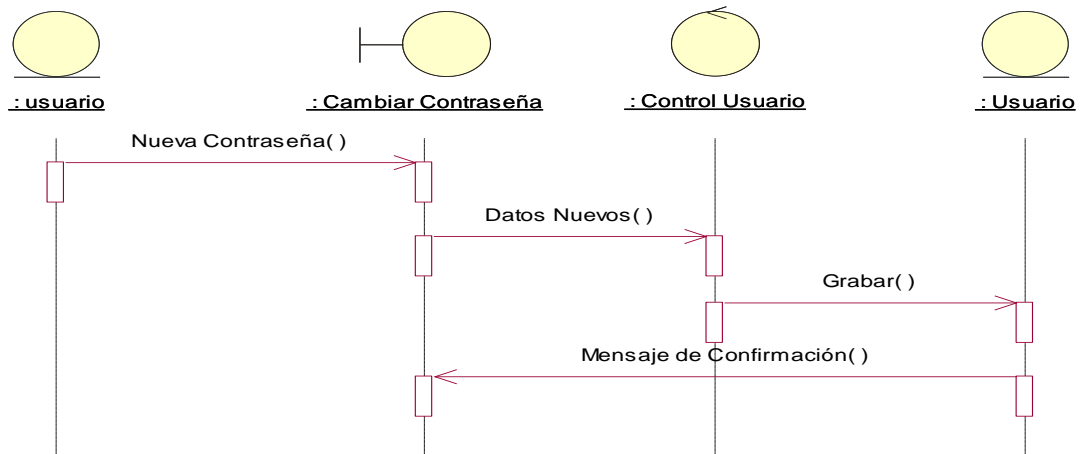 : usuario
: Cambiar Contraseña
: Control Usuario
: Usuario
Nueva Contraseña( )
Datos Nuevos( )
Grabar( )
Mensaje de Confirmación( )